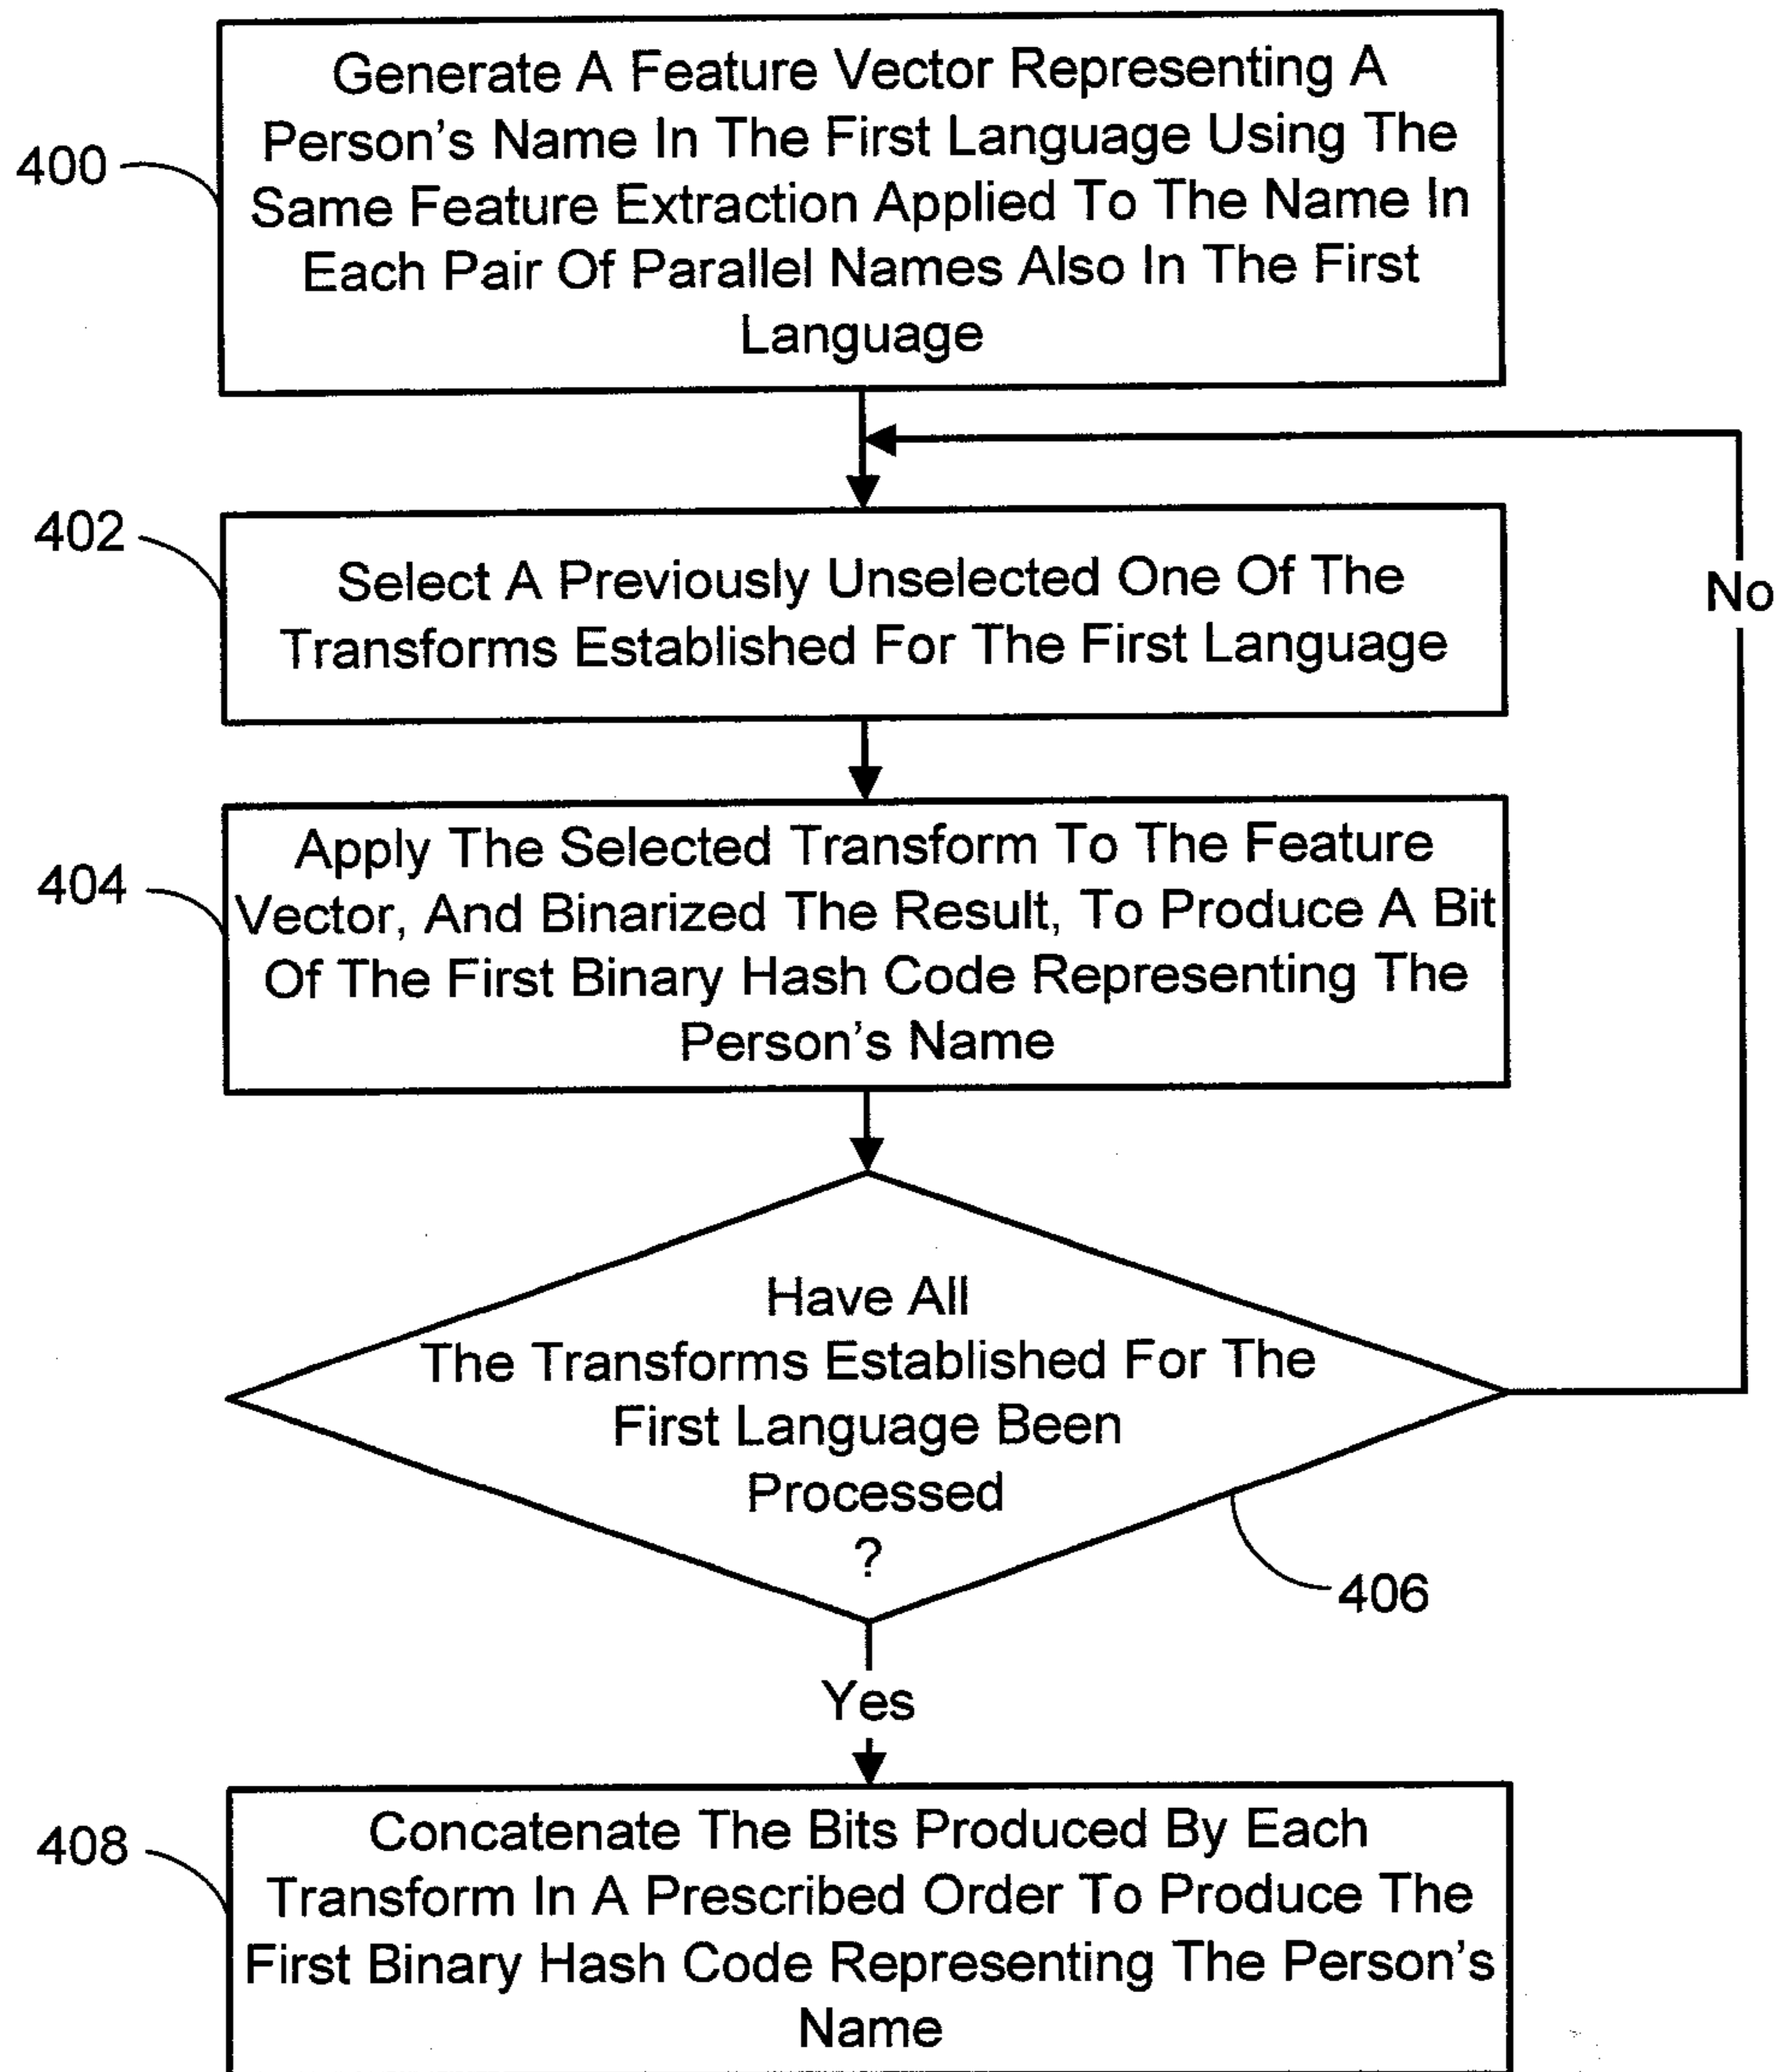 Generate A Feature Vector Representing A
Person's Name In The First Language Using The
400
Same Feature Extraction Applied To The Name In
Each Pair Of Parallel Names Also In The First
Language
402
Select A Previously Unselected One Of The
No
Transforms Established For The First Language
Apply The Selected Transform To The Feature
404
Vector, And Binarized The Result, To Produce A Bit
Of The First Binary Hash Code Representing The
Person's Name
Have All
The Transforms Established For The
First Language Been
Processed
?
406
Yes
Concatenate The Bits Produced By Each
408
Transform In A Prescribed Order To Produce The
First Binary Hash Code Representing The Person's
Name